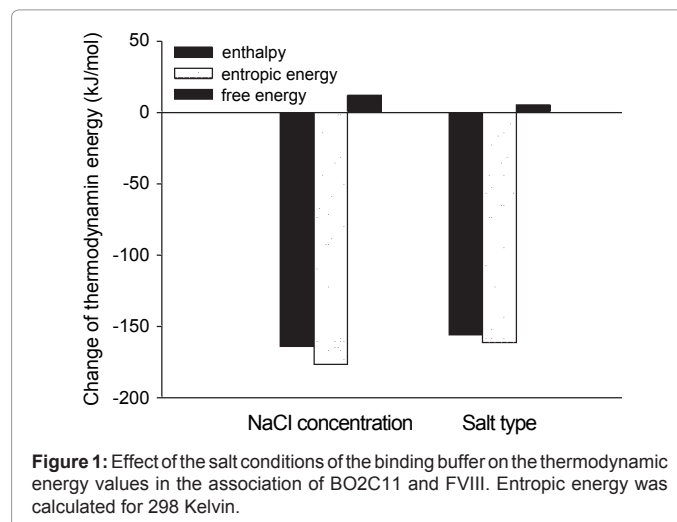 50
0
-50
-100
-150
-200
Change of thermodynamin energy (kJ/mol)
enthalpy
entropic energy
free energy
NaCl concentration
Salt type
Figure 1: Effect of the salt conditions of the binding buffer on the thermodynamic
energy values in the association of BO2C11 and FVIII. Entropic energy was
calculated for 298 Kelvin.